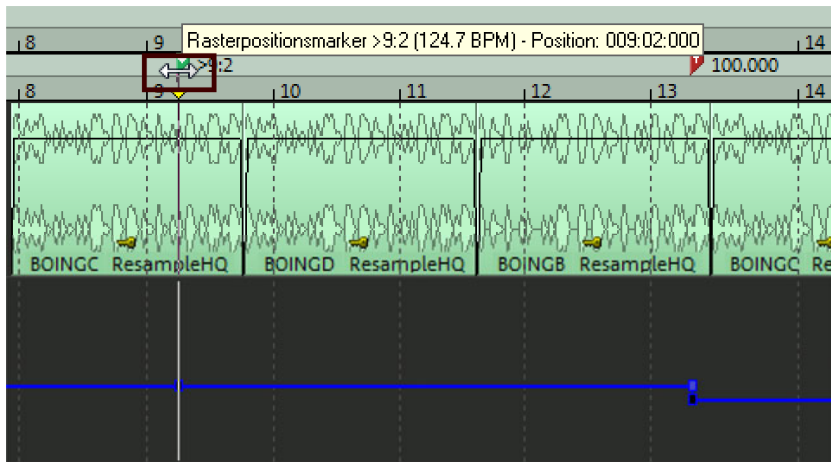 8 9 Rasterpositionsmarker >9:2 (124.7 BPM) - Position: 009:02:000 14
>9:2 100.000
8 9 10 11 12 13 14
BOINGC ResampleHQ BOINGD ResampleHQ BOINGB ResampleHQ BOINGC Re